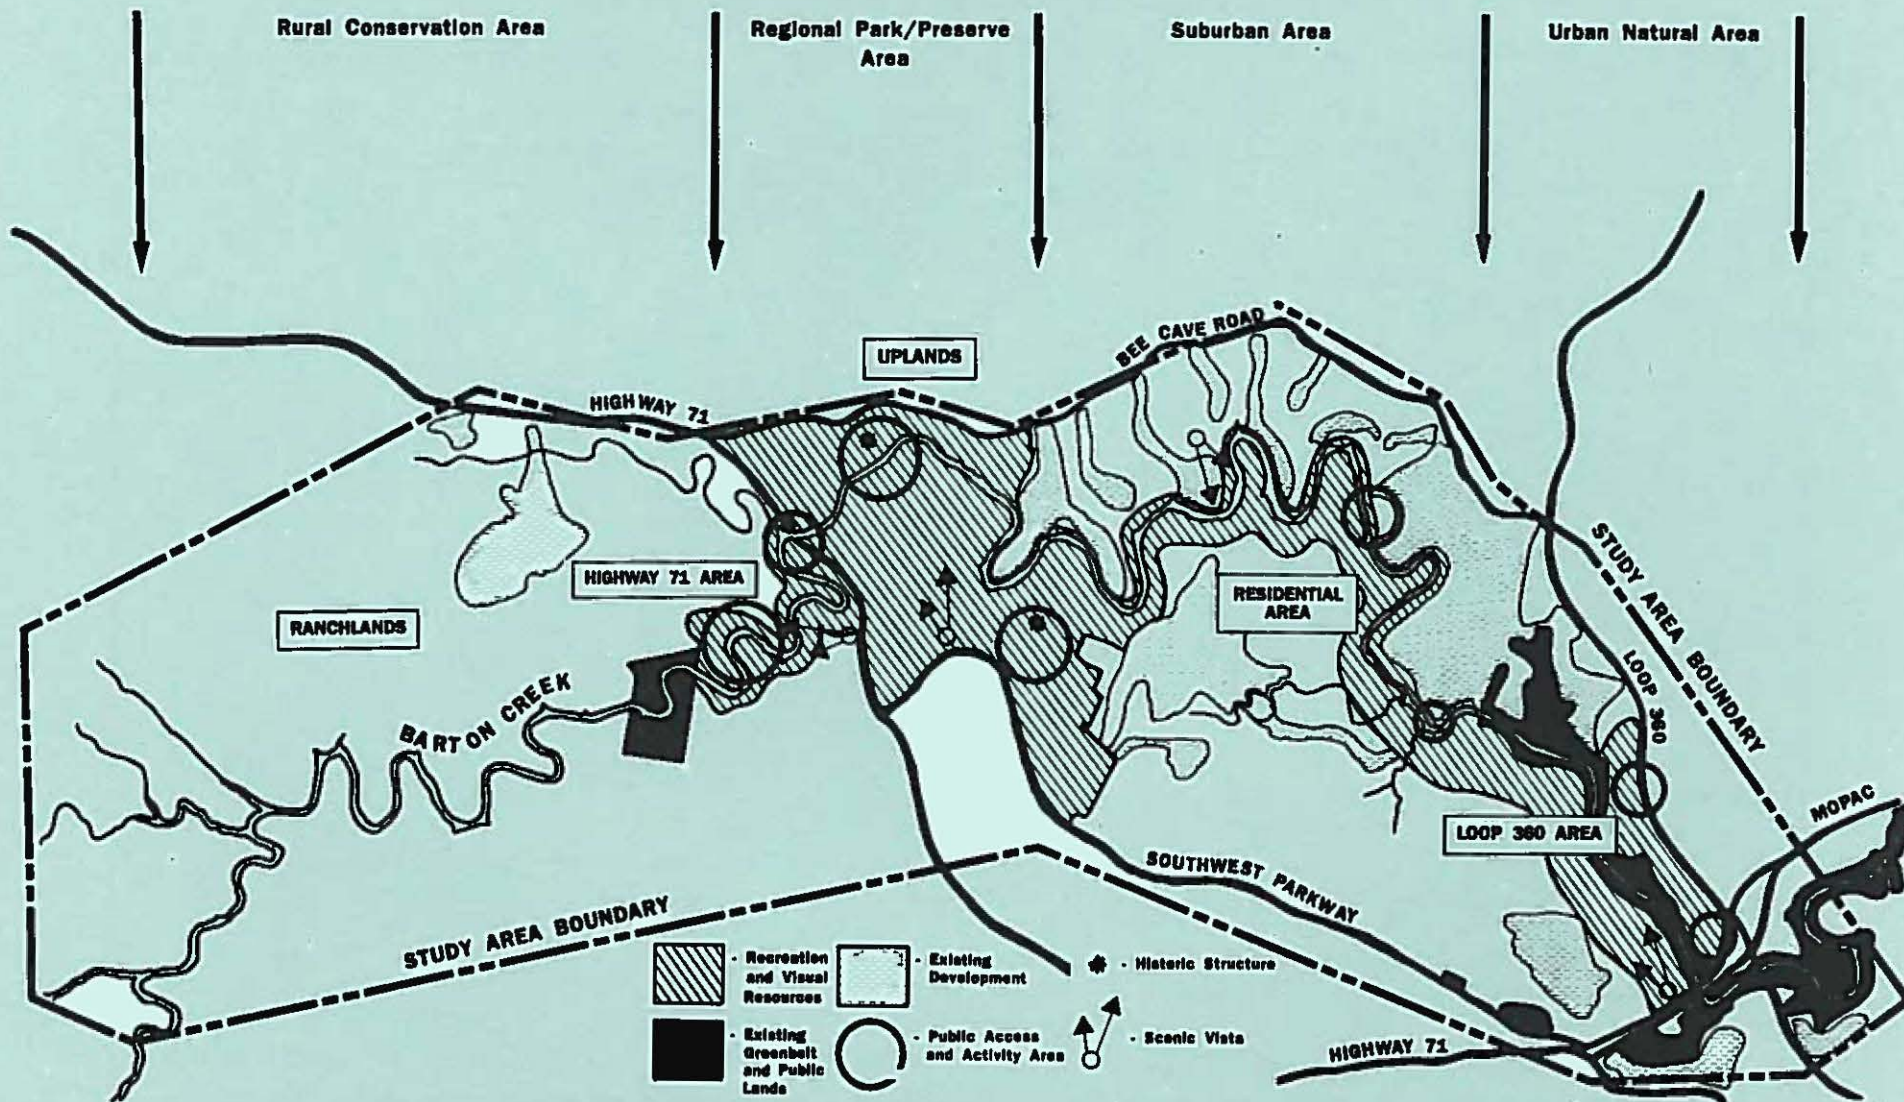 Rural Conservation Area
Regional Park/Preserve
Area
Suburban Area
Urban Natural Area
BEE CAVE ROAD
UPLANDS
HIGHWAY 71
HIGHWAY 71 AREA
RANCHLANDS
RESIDENTIAL
AREA
STUDY AREA BOUNDARY
LOOP 360
BARTON CREEK
MOPAC
LOOP 360 AREA
SOUTHWEST PARKWAY
STUDY AREA BOUNDARY
- Recreation
and Visual
Resources
- Existing
Development
- Historic Structure
- Existing
Greenbelt
and Public
Lands
- Public Access
and Activity Area
- Scenic Vista
HIGHWAY 71